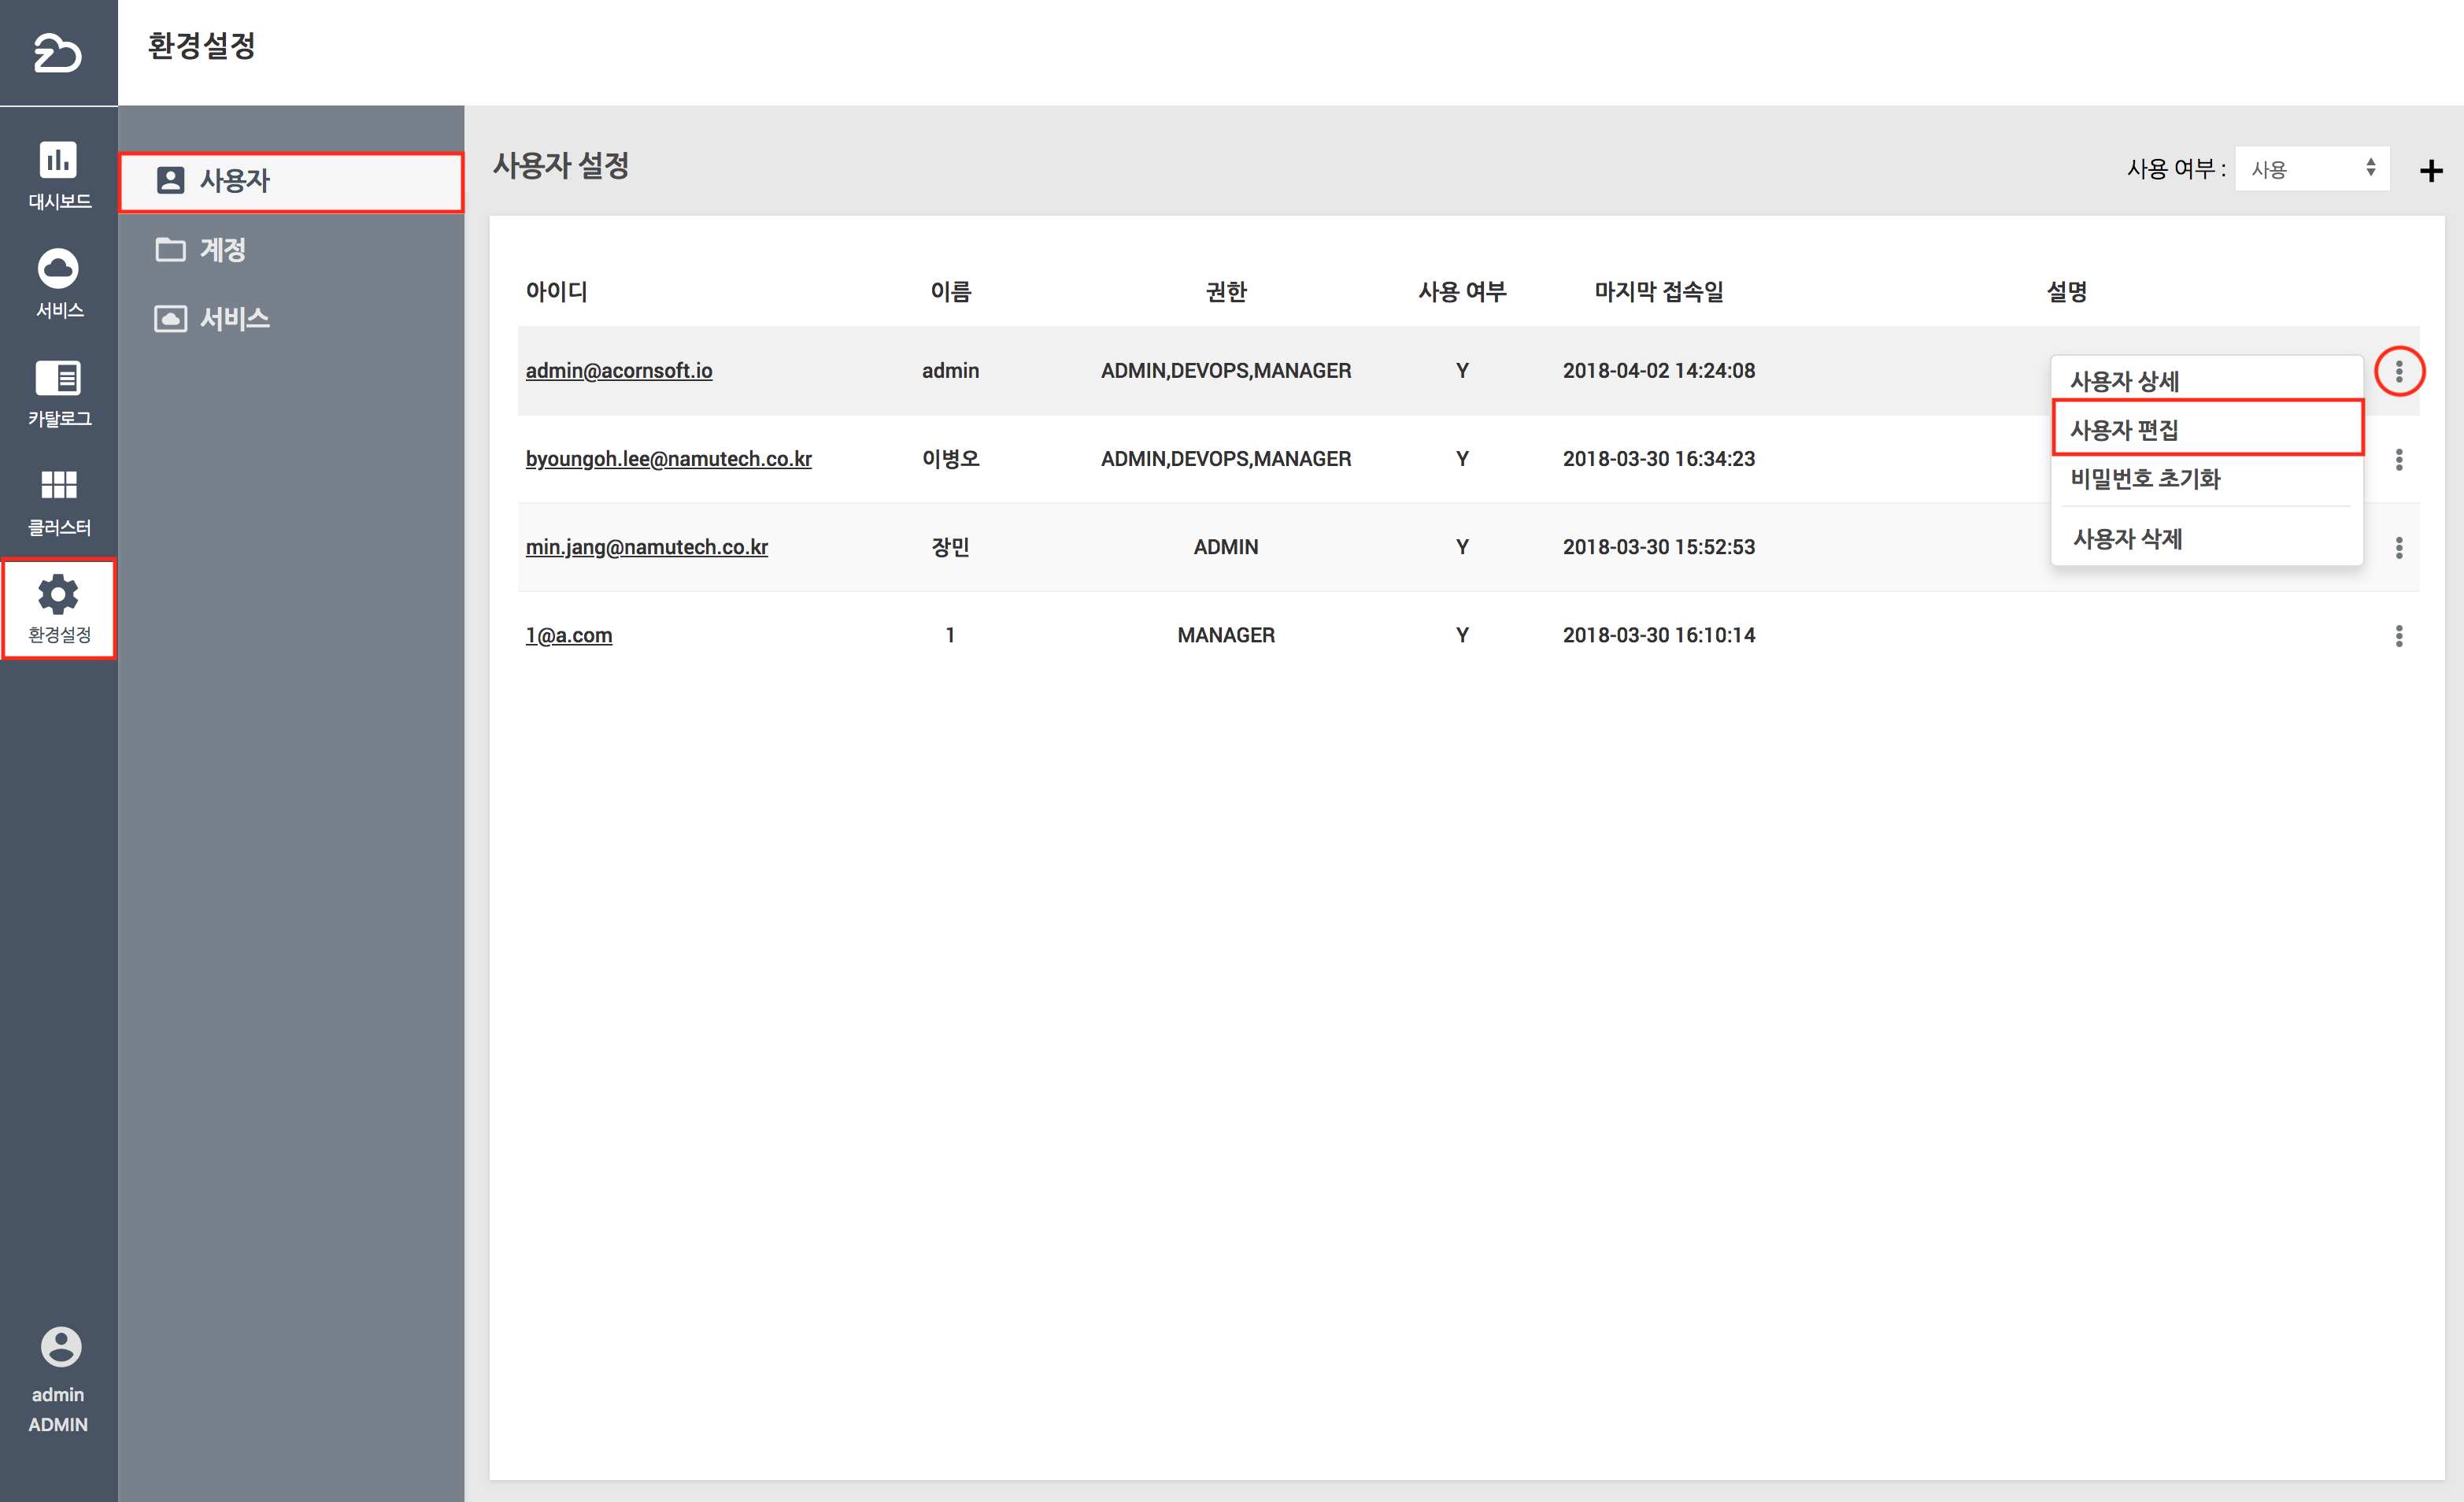 환경설정
대시보드
서비스
카탈로그
클러스터
환경설정
admin
ADMIN
사용자
계정
서비스
사용자 설정
사용 여부 : 사용
아이디 이름 권한 사용 여부 마지막 접속일 설명
admin@acornsoft.io admin ADMIN,DEVOPS,MANAGER Y 2018-04-02 14:24:08
byoungoh.lee@namutech.co.kr 이병오 ADMIN,DEVOPS,MANAGER Y 2018-03-30 16:34:23
min.jang@namutech.co.kr 장민 ADMIN Y 2018-03-30 15:52:53
1@a.com 1 MANAGER Y 2018-03-30 16:10:14
사용자 상세
사용자 편집
비밀번호 초기화
사용자 삭제